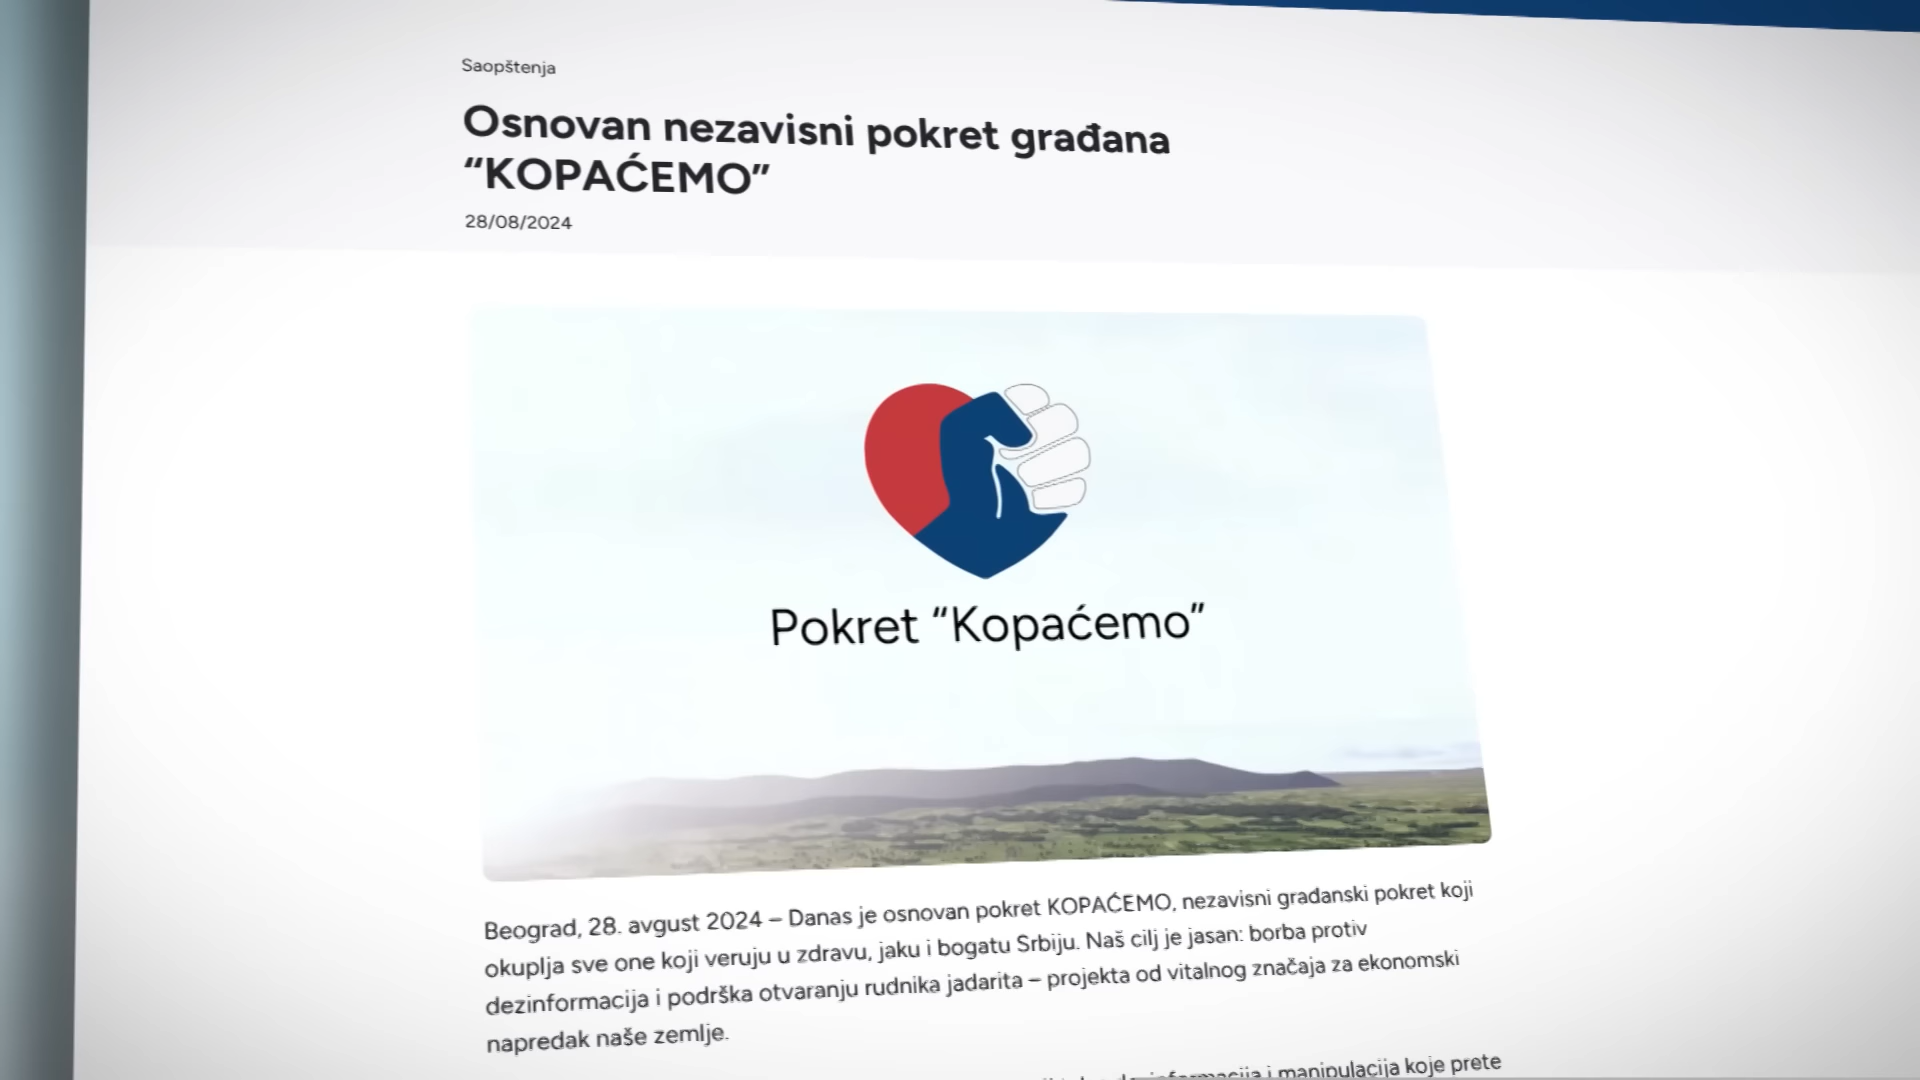 Saopštenja
Osnovan nezavisni pokret građana
“KOPAĆEMO”
28/08/2024
Pokret “Kopaćemo”
Beograd, 28. avgust 2024 – Danas je osnovan pokret KOPAĆEMO, nezavisni građanski pokret koji
okuplja sve one koji veruju u zdravu, jaku i bogatu Srbiju. Naš cilj je jasan: borba protiv
dezinformacija i podrška otvaranju rudnika jadarita – projekta od vitalnog značaja za ekonomski
napredak naše zemlje.
i manipulacija koje prete